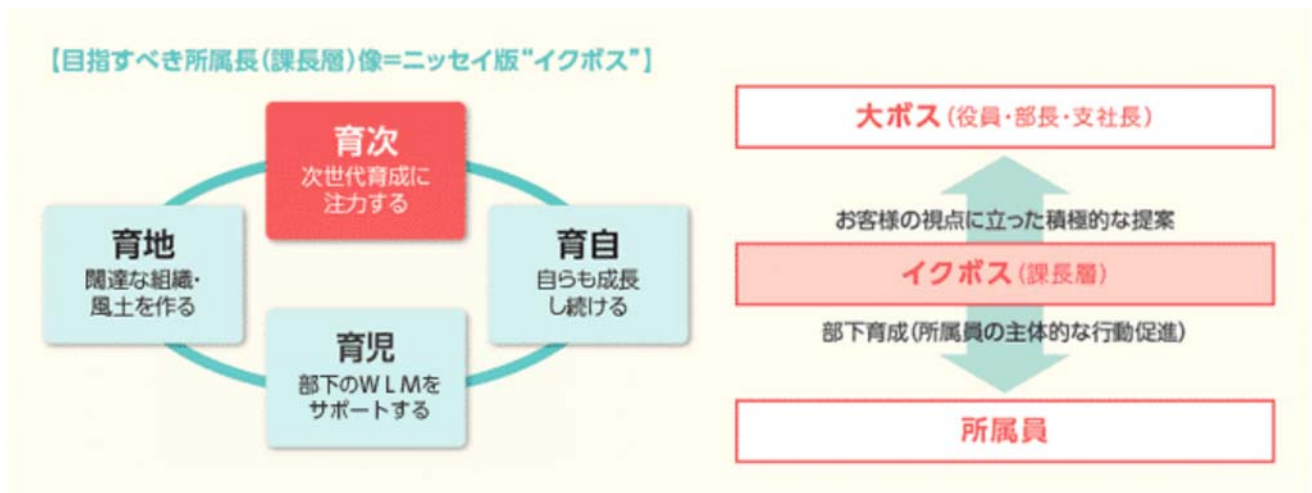 【目指すべき所属長(課長層)像=ニッセイ版“イクボス”】
育次
次世代育成に
注力する
育地
闊達な組織・
風土を作る
育自
自らも成長
し続ける
育児
部下のWLMを
サポートする
大ボス(役員・部長・支社長)
お客様の視点に立った積極的な提案
イクボス(課長層)
部下育成(所属員の主体的な行動促進)
所属員